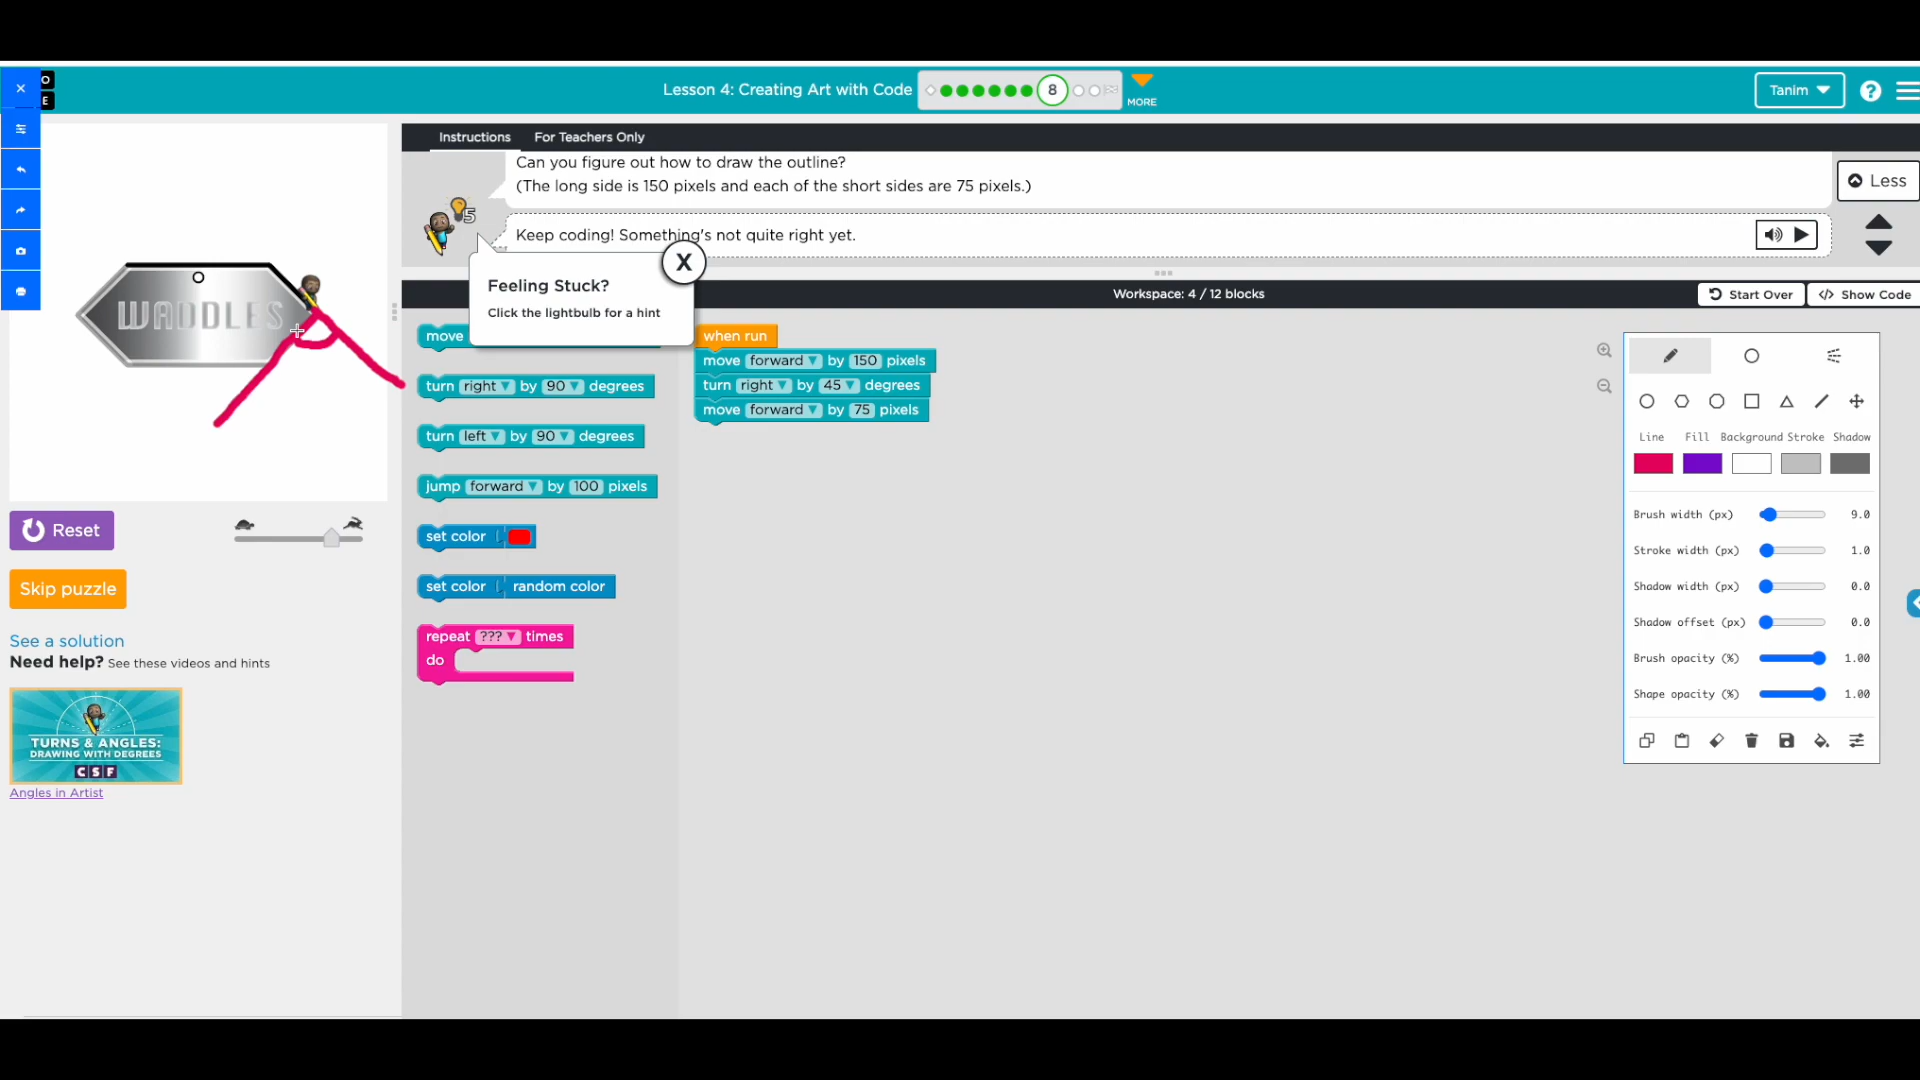 O
E
Lesson 4: Creating Art with Code
8
MORE
Tanim
?
Instructions
For Teachers Only
Can you figure out how to draw the outline?
(The long side is 150 pixels and each of the short sides are 75 pixels.)
Less
5
Keep coding! Something's not quite right yet.
X
Feeling Stuck?
Click the lightbulb for a hint
Workspace: 4 / 12 blocks
Start Over
</> Show Code
WADDLES
move
turn right by 90 degrees
turn left by 90 degrees
jump forward by 100 pixels
set color
set color random color
repeat ??? times
do
when run
move forward by 150 pixels
turn right by 45 degrees
move forward by 75 pixels
Line Fill Background Stroke Shadow
Brush width (px) 9.0
Stroke width (px) 1.0
Shadow width (px) 0.0
Shadow offset (px) 0.0
Brush opacity (%) 1.00
Shape opacity (%) 1.00
Reset
Skip puzzle
See a solution
Need help? See these videos and hints
TURNS & ANGLES:
DRAWING WITH DEGREES
CSF
Angles in Artist